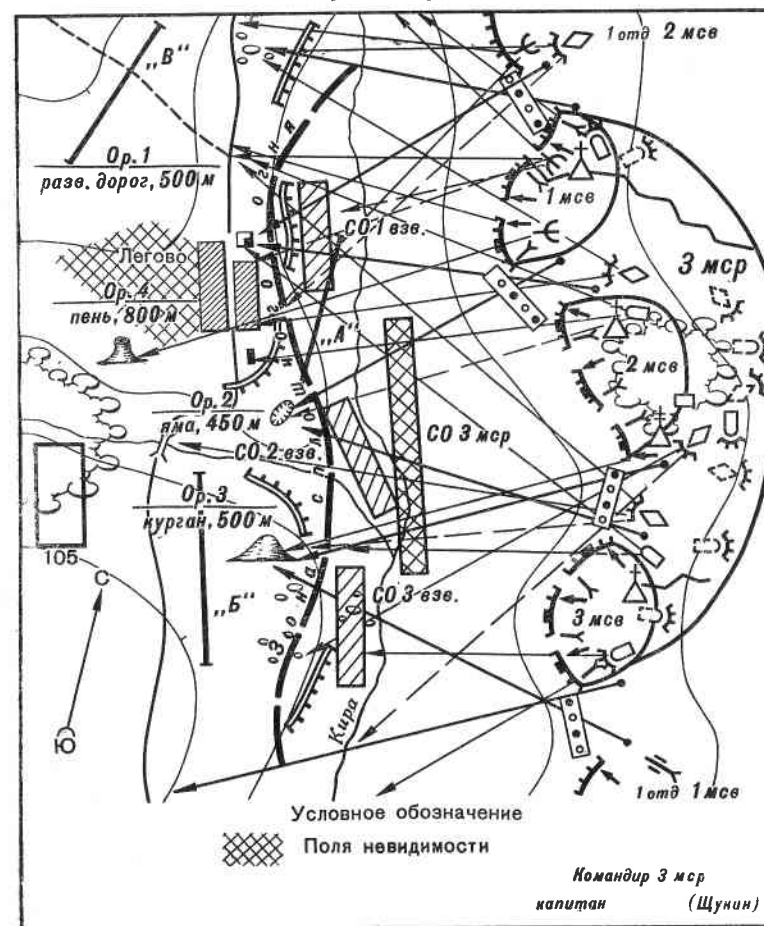 1 отд 2 мсв
„В"
Ор.1
разв. дорог, 500 м
1 мсв
СО 1 взв.
Легово
3 мср
Ор.4
пень, 800 м
„А"
2 мсв
Ор. 2
яма, 450 м
СО 3 мср
СО 2 взв.
Ор. 3
курган, 500 м
105
С
СО 3 взв.
„Б"
3 мсв
Зона сплошного огня
Кира
Ю
1 отд 1 мсв
Условное обозначение
Поля невидимости
Командир 3 мср
капитан (Щунин)